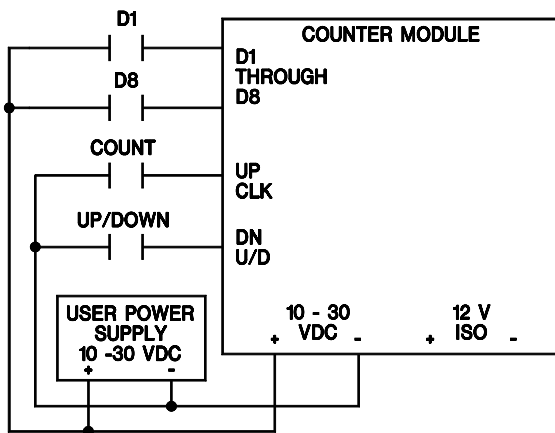 D1
COUNTER MODULE
D1
THROUGH
D8
D8
COUNT
UP
CLK
UP/DOWN
DN
U/D
USER POWER
SUPPLY
10 -30 VDC
+ -
10 - 30
VDC
+ -
12 V
ISO
+ -